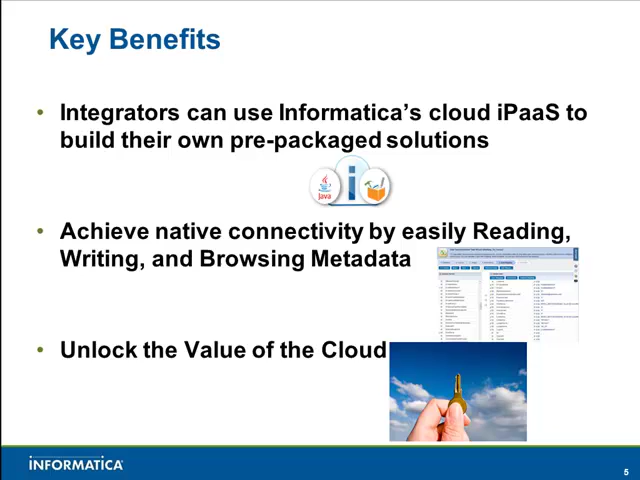 Key Benefits
• Integrators can use Informatica's cloud iPaaS to
build their own pre-packaged solutions
Java
• Achieve native connectivity by easily Reading,
Writing, and Browsing Metadata
• Unlock the Value of the Cloud
INFORMATICA
5